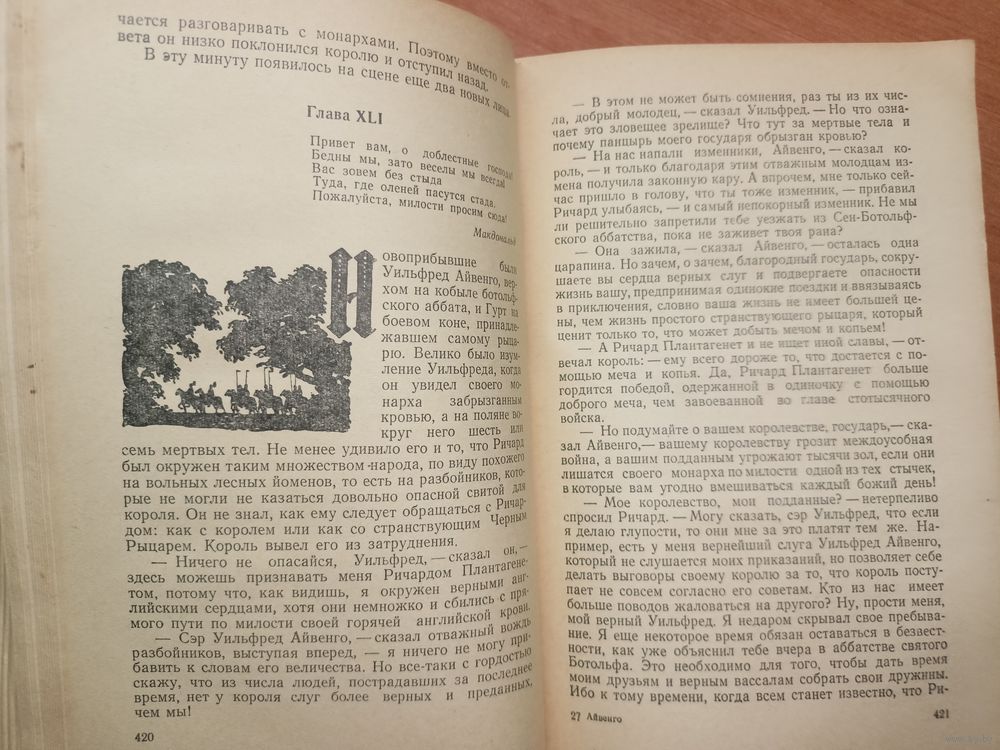 чается разговаривать с монархами. Поэтому вместо от-
вета он низко поклонился королю и отступил назад.
В эту минуту появилось на сцене еще два новых лица.
Глава XLI
Привет вам, о доблестные господа!
Бедны мы, зато веселы мы всегда!
Вас зовем без стыда
Туда, где оленей пасутся стада.
Пожалуйста, милости просим сюда!
Макдональд
Новоприбывшие были
Уильфред Айвенго, вер-
хом на кобыле ботольф-
ского аббата, и Гурт на
боевом коне, принадле-
жавшем самому рыца-
рю. Велико было изум-
ление Уильфреда, когда
он увидел своего мо-
нарха забрызганным
кровью, а на поляне во-
круг него шесть или
семь мертвых тел. Не менее удивило его и то, что Ричард
был окружен таким множеством народа, по виду похожего
на вольных лесных йоменов, то есть на разбойников, кото-
рые не могли не казаться довольно опасной свитой для
короля. Он не знал, как ему следует обращаться с Ричар-
дом: как с королем или как со странствующим Черным
Рыцарем. Король вывел его из затруднения.
— Ничего не опасайся, Уильфред, — сказал он, —
здесь можешь признавать меня Ричардом Плантагене-
том, потому что, как видишь, я окружен верными анг-
лийскими сердцами, хотя они немножко и сбились с пря-
мого пути по милости своей горячей английской крови.
— Сэр Уильфред Айвенго, — сказал отважный вождь
разбойников, выступая вперед, — я ничего не могу при-
бавить к словам его величества. Но все-таки с гордостью
скажу, что из числа людей, пострадавших за последнее
время, нет у короля слуг более верных и преданных,
чем мы!
420
— В этом не может быть сомнения, раз ты из их чис-
ла, добрый молодец, — сказал Уильфред. — Но что озна-
чает это зловещее зрелище? Что тут за мертвые тела и
почему панцырь моего государя обрызган кровью?
— На нас напали изменники, Айвенго, — сказал ко-
роль, — и только благодаря этим отважным молодцам из-
мена получила законную кару. А впрочем, мне только сей-
час пришло в голову, что ты тоже изменник, — прибавил
Ричард улыбаясь, — и самый непокорный изменник. Не мы
ли решительно запретили тебе уезжать из Сен-Ботольф-
ского аббатства, пока не заживет твоя рана?
— Она зажила, — сказал Айвенго, — осталась одна
царапина. Но зачем, о зачем, благородный государь, сокру-
шаете вы сердца верных слуг и подвергаете опасности
жизнь вашу, предпринимая одинокие поездки и ввязываясь
в приключения, словно ваша жизнь не имеет большей це-
ны, чем жизнь простого странствующего рыцаря, который
ценит только то, что может добыть мечом и копьем!
— А Ричард Плантагенет и не ищет иной славы, — от-
вечал король: — ему всего дороже то, что достается с по-
мощью меча и копья. Да, Ричард Плантагенет больше
гордится победой, одержанной в одиночку с помощью
доброго меча, чем завоеванной во главе стотысячного
войска.
— Но подумайте о вашем королевстве, государь,— ска-
зал Айвенго,— вашему королевству грозит междоусобная
война, а вашим подданным угрожают тысячи зол, если они
лишатся своего монарха по милости одной из тех стычек,
в которые вам угодно вмешиваться каждый божий день!
— Мое королевство, мои подданные? — нетерпеливо
спросил Ричард. — Могу сказать, сэр Уильфред, что если
я делаю глупости, то они мне за это платят тем же. На-
пример, есть у меня вернейший слуга Уильфред Айвенго,
который не слушается моих приказаний, но позволяет себе
делать выговоры своему королю за то, что король посту-
пает не совсем согласно его советам. Кто из нас имеет
больше поводов жаловаться на другого? Ну, прости меня,
мой верный Уильфред. Я недаром скрывал свое пребыва-
ние. Я еще некоторое время обязан оставаться в безвест-
ности, как уже объяснил тебе вчера в аббатстве святого
Ботольфа. Это необходимо для того, чтобы дать время
моим друзьям и верным вассалам собрать свои дружины.
Ибо к тому времени, когда всем станет известно, что Ри-
27 Айвенго
421